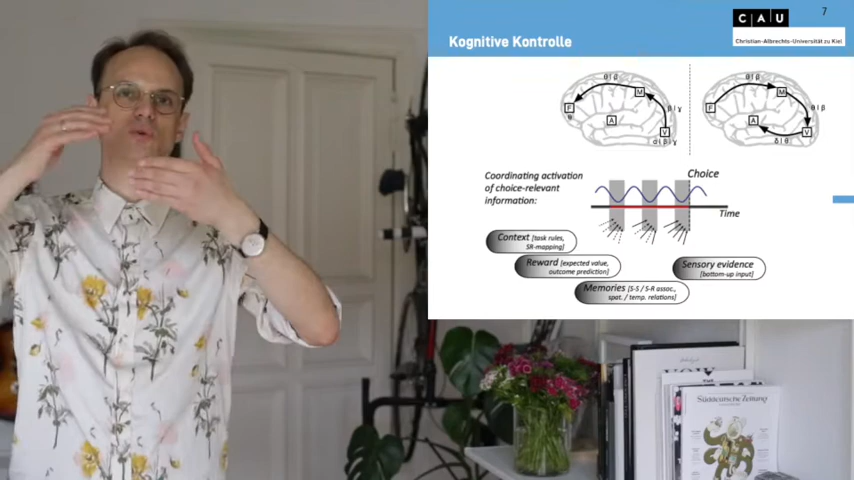 7
C A U
Christian-Albrechts-Universität zu Kiel
Kognitive Kontrolle
θ|β
M
β|γ
F
θ
A
V
α|β|γ
θ|β
M
θ|β
F
A
V
δ|θ
Coordinating activation
of choice-relevant
information:
Choice
Time
Context [task rules,
SR-mapping]
Reward [expected value,
outcome prediction]
Sensory evidence
[bottom-up input]
Memories [S-S / S-R assoc.,
spat. / temp. relations]
Süddeutsche Zeitung